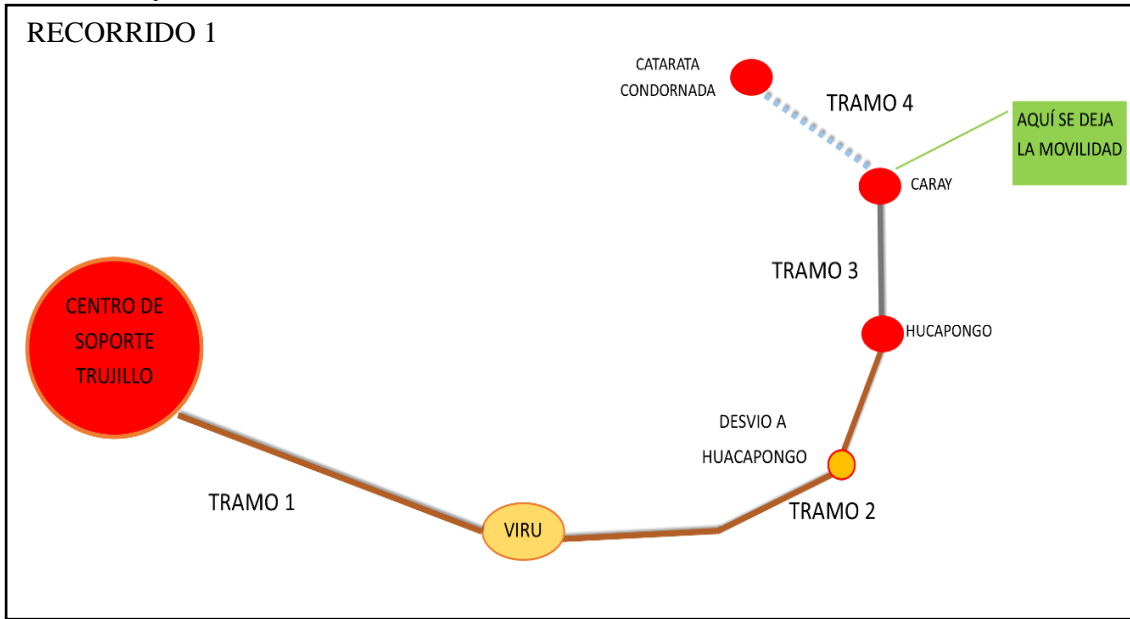 RECORRIDO 1
CATARATA
CONDORNADA
TRAMO 4
AQUÍ SE DEJA
LA MOVILIDAD
CARAY
TRAMO 3
CENTRO DE
SOPORTE
TRUJILLO
HUCAPONGO
DESVIO A
HUACAPONGO
TRAMO 1
TRAMO 2
VIRU